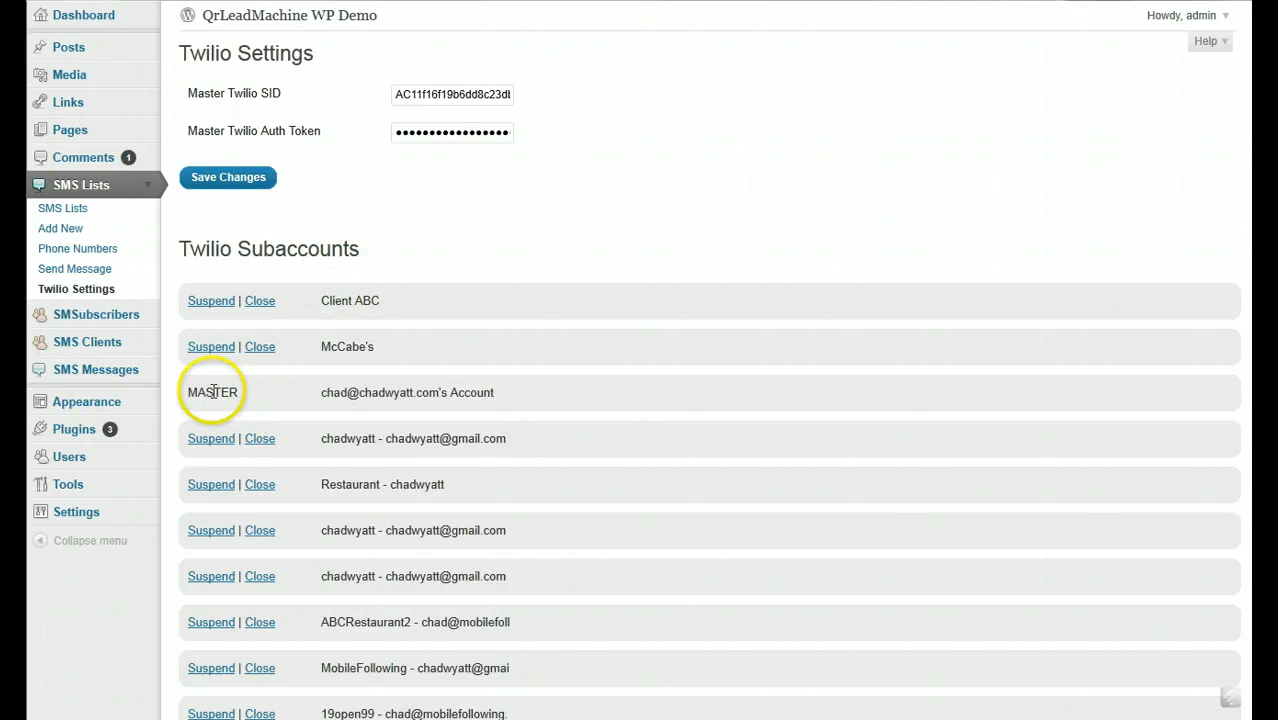 Dashboard
QrLeadMachine WP Demo
Howdy, admin
Help
Posts
Media
Links
Pages
Comments 1
SMS Lists
SMS Lists
Add New
Phone Numbers
Send Message
Twilio Settings
SMSubscribers
SMS Clients
SMS Messages
Appearance
Plugins 3
Users
Tools
Settings
Collapse menu
Twilio Settings
Master Twilio SID AC11f16f19b6dd8c23d
Master Twilio Auth Token
Save Changes
Twilio Subaccounts
Suspend | Close Client ABC
Suspend | Close McCabe's
MASTER chad@chadwyatt.com's Account
Suspend | Close chadwyatt - chadwyatt@gmail.com
Suspend | Close Restaurant - chadwyatt
Suspend | Close chadwyatt - chadwyatt@gmail.com
Suspend | Close chadwyatt - chadwyatt@gmail.com
Suspend | Close ABCRestaurant2 - chad@mobilefoll
Suspend | Close MobileFollowing - chadwyatt@gmai
Suspend | Close 19open99 - chad@mobilefollowing.